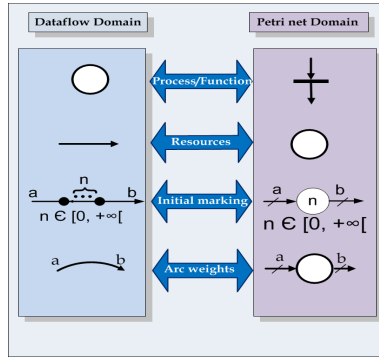 Dataflow Domain
Petri net Domain
Process/Function
Resources
n
a b
Initial marking
a b
n
n Є [0, +∞[
n Є [0, +∞[
a b
Arc weights
a b